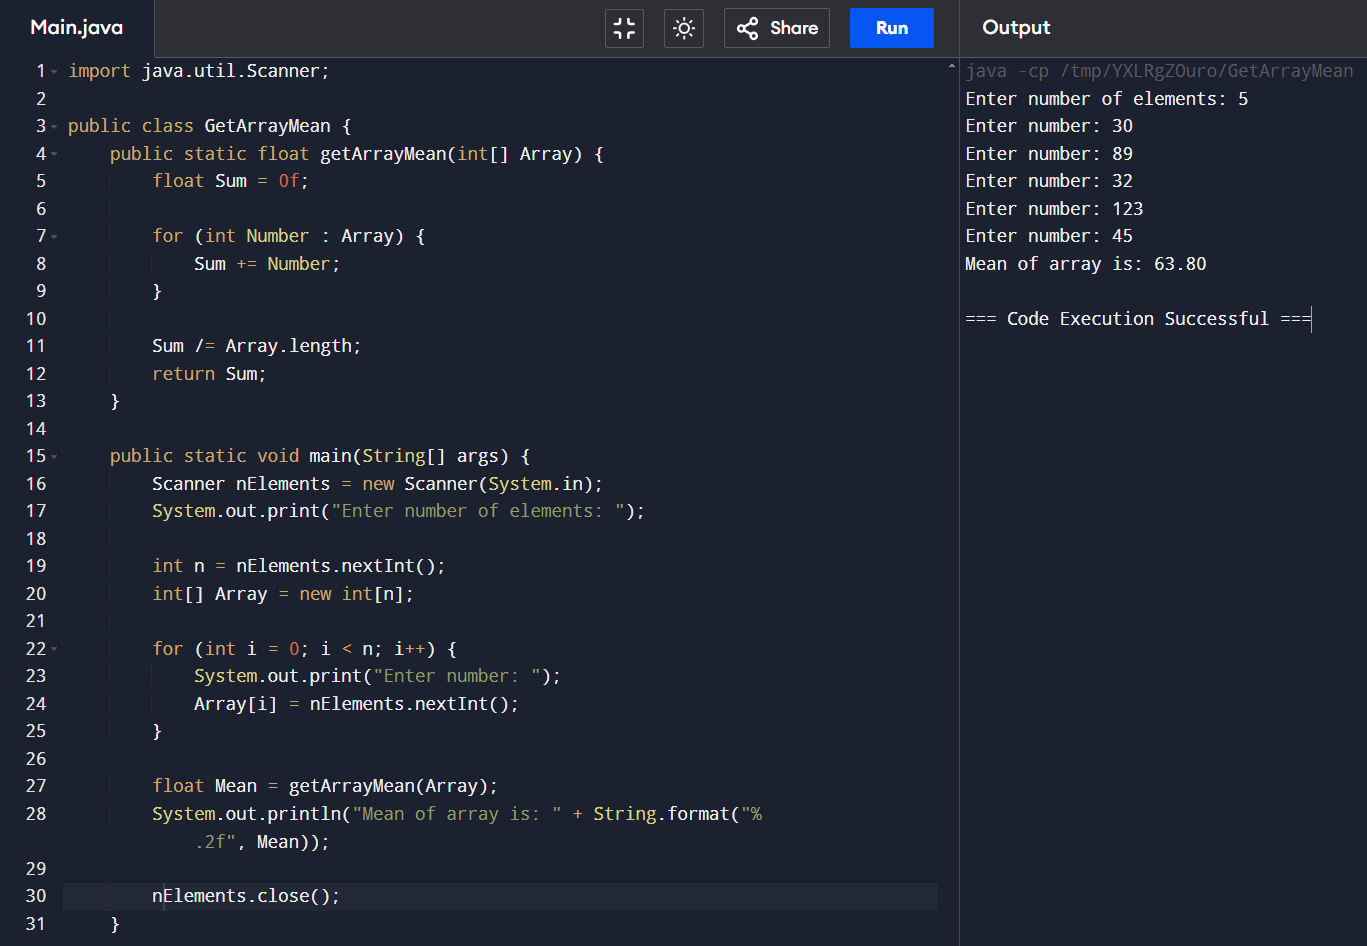 Main.java Share Run Output
1 import java.util.Scanner;
2
3 public class GetArrayMean {
4     public static float getArrayMean(int[] Array) {
5         float Sum = 0f;
6
7         for (int Number : Array) {
8             Sum += Number;
9         }
10
11         Sum /= Array.length;
12         return Sum;
13     }
14
15     public static void main(String[] args) {
16         Scanner nElements = new Scanner(System.in);
17         System.out.print("Enter number of elements: ");
18
19         int n = nElements.nextInt();
20         int[] Array = new int[n];
21
22         for (int i = 0; i < n; i++) {
23             System.out.print("Enter number: ");
24             Array[i] = nElements.nextInt();
25         }
26
27         float Mean = getArrayMean(Array);
28         System.out.println("Mean of array is: " + String.format("%
            .2f", Mean));
29
30         nElements.close();
31     }
java -cp /tmp/YXLRgZOuro/GetArrayMean
Enter number of elements: 5
Enter number: 30
Enter number: 89
Enter number: 32
Enter number: 123
Enter number: 45
Mean of array is: 63.80
=== Code Execution Successful ===